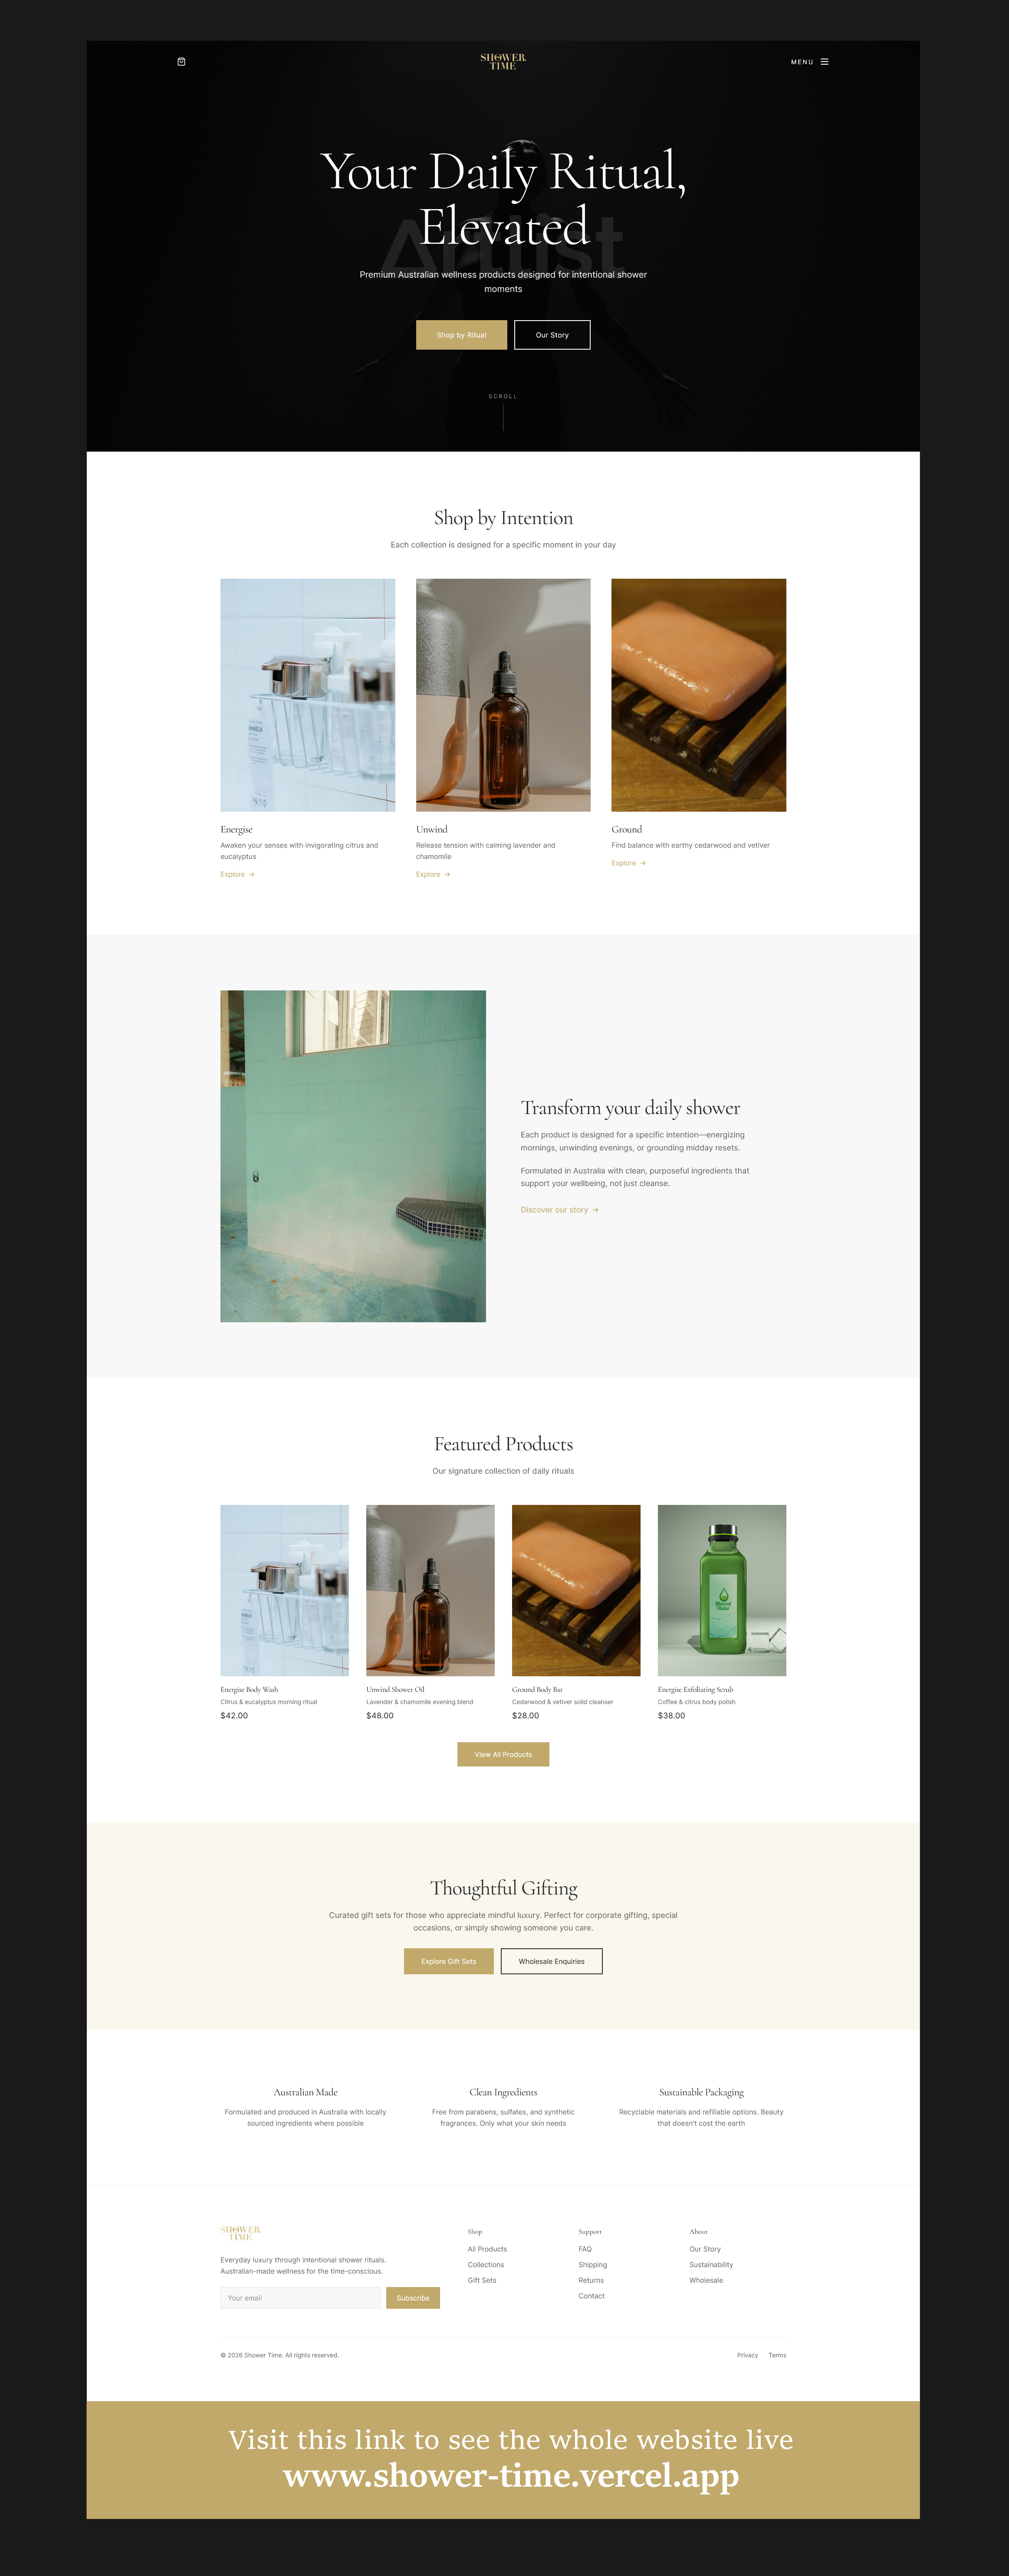 SHOWER
TIME
MENU
Artlist
Your Daily Ritual,
Elevated
Premium Australian wellness products designed for intentional shower
moments
Shop by Ritual
Our Story
SCROLL
Shop by Intention
Each collection is designed for a specific moment in your day
Energise
Awaken your senses with invigorating citrus and
eucalyptus
Explore →
Unwind
Release tension with calming lavender and
chamomile
Explore →
Ground
Find balance with earthy cedarwood and vetiver
Explore →
Transform your daily shower
Each product is designed for a specific intention—energizing
mornings, unwinding evenings, or grounding midday resets.
Formulated in Australia with clean, purposeful ingredients that
support your wellbeing, not just cleanse.
Discover our story →
Featured Products
Our signature collection of daily rituals
Mineral
Water
Energise Body Wash
Citrus & eucalyptus morning ritual
$42.00
Unwind Shower Oil
Lavender & chamomile evening blend
$48.00
Ground Body Bar
Cedarwood & vetiver solid cleanser
$28.00
Energise Exfoliating Scrub
Coffee & citrus body polish
$38.00
View All Products
Thoughtful Gifting
Curated gift sets for those who appreciate mindful luxury. Perfect for corporate gifting, special
occasions, or simply showing someone you care.
Explore Gift Sets
Wholesale Enquiries
Australian Made
Formulated and produced in Australia with locally
sourced ingredients where possible
Clean Ingredients
Free from parabens, sulfates, and synthetic
fragrances. Only what your skin needs
Sustainable Packaging
Recyclable materials and refillable options. Beauty
that doesn't cost the earth
SHOWER
TIME
Everyday luxury through intentional shower rituals.
Australian-made wellness for the time-conscious.
Your email
Subscribe
Shop
All Products
Collections
Gift Sets
Support
FAQ
Shipping
Returns
Contact
About
Our Story
Sustainability
Wholesale
© 2026 Shower Time. All rights reserved.
Privacy
Terms
Visit this link to see the whole website live
www.shower-time.vercel.app